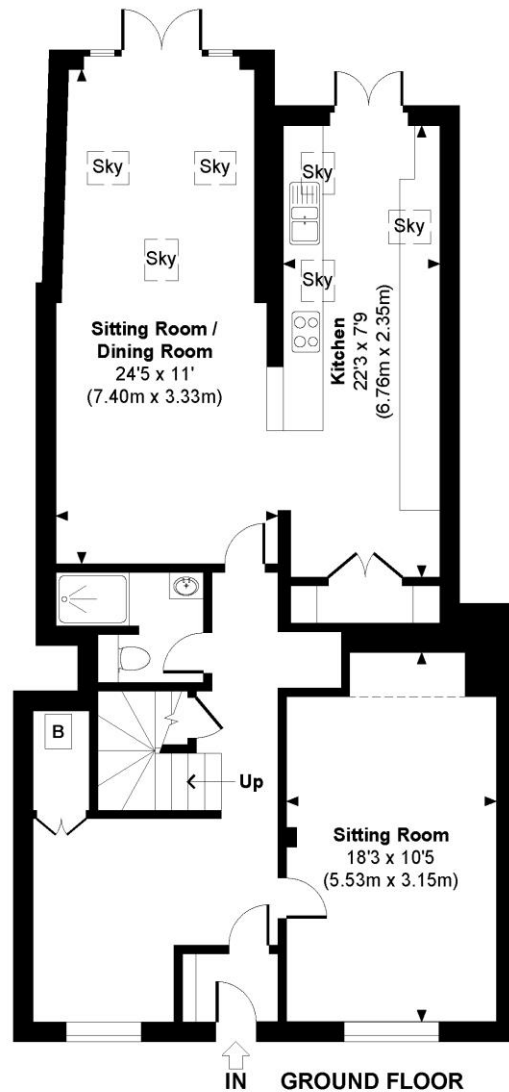 Sky
Sky
Sky
Sitting Room /
Dining Room
24'5 x 11'
(7.40m x 3.33m)
Sky
Sky
Sky
Kitchen
22'3 x 7'9
(6.76m x 2.35m)
B
Up
Sitting Room
18'3 x 10'5
(5.53m x 3.15m)
IN
GROUND FLOOR